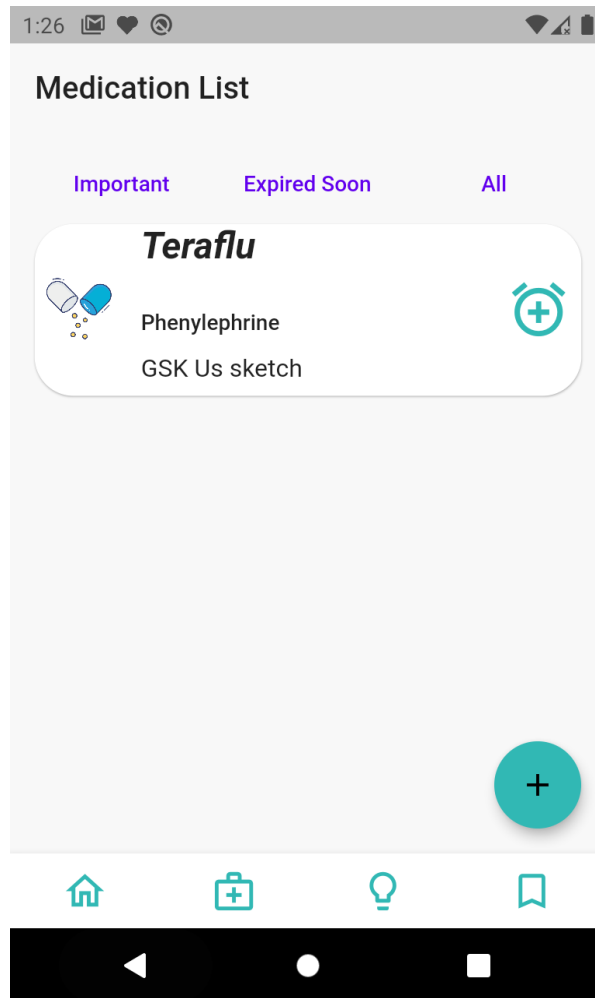 1:26
Medication List
Important Expired Soon All
Teraflu
Phenylephrine
GSK Us sketch